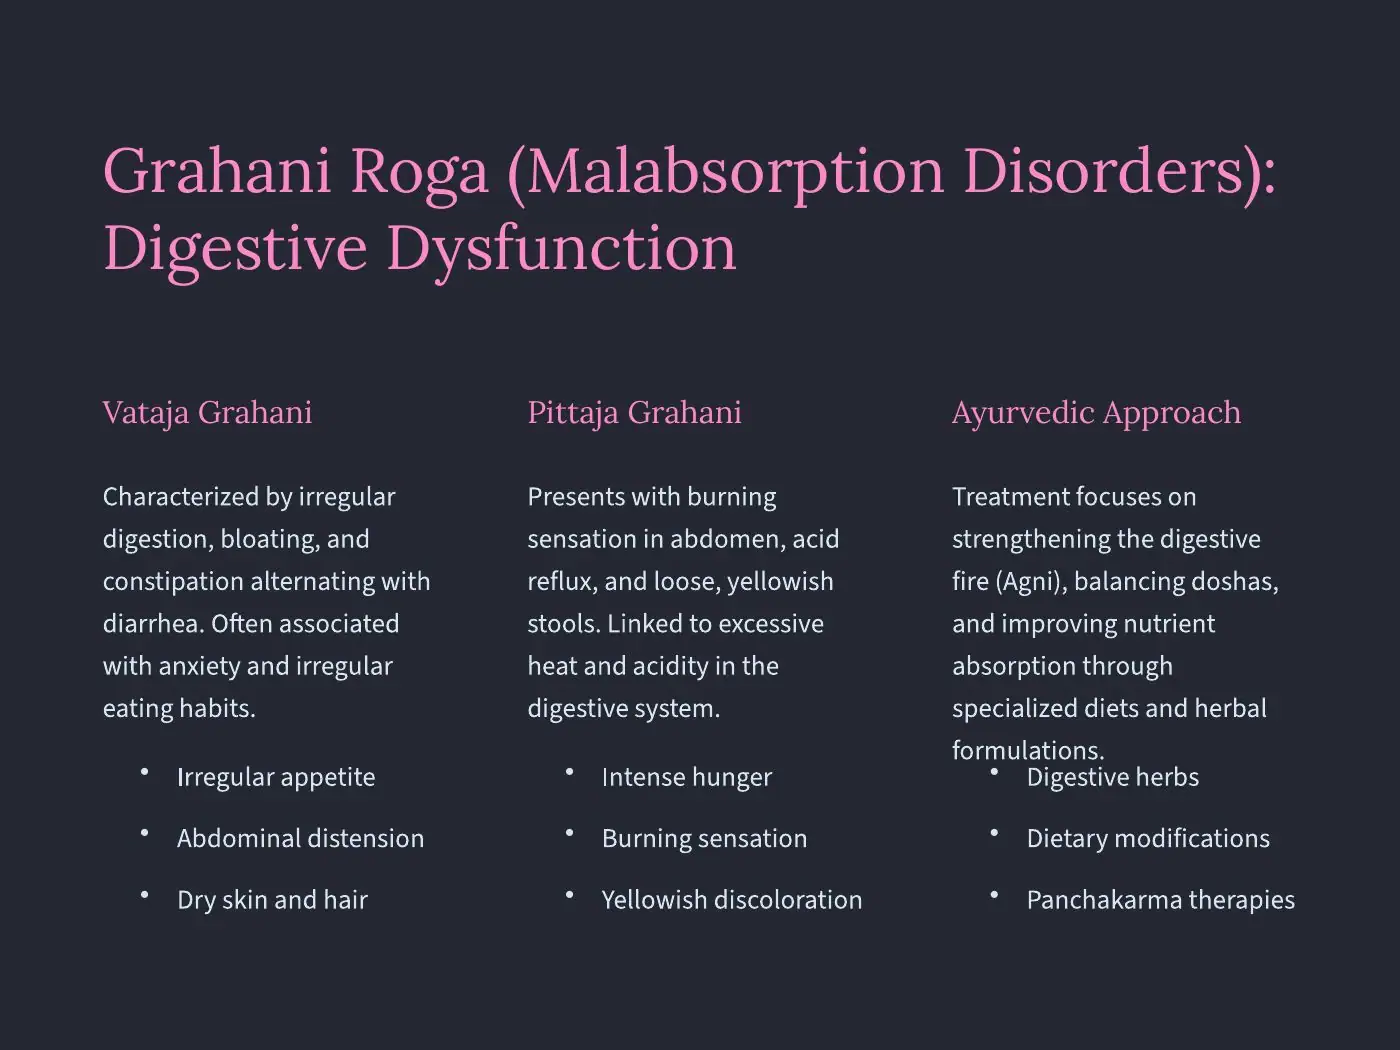 Grahani Roga (Malabsorption Disorders):
Digestive Dysfunction
Vataja Grahani
Characterized by irregular
digestion, bloating, and
constipation alternating with
diarrhea. Often associated
with anxiety and irregular
eating habits.
• Irregular appetite
• Abdominal distension
• Dry skin and hair
Pittaja Grahani
Presents with burning
sensation in abdomen, acid
reflux, and loose, yellowish
stools. Linked to excessive
heat and acidity in the
digestive system.
• Intense hunger
• Burning sensation
• Yellowish discoloration
Ayurvedic Approach
Treatment focuses on
strengthening the digestive
fire (Agni), balancing doshas,
and improving nutrient
absorption through
specialized diets and herbal
formulations.
• Digestive herbs
• Dietary modifications
• Panchakarma therapies